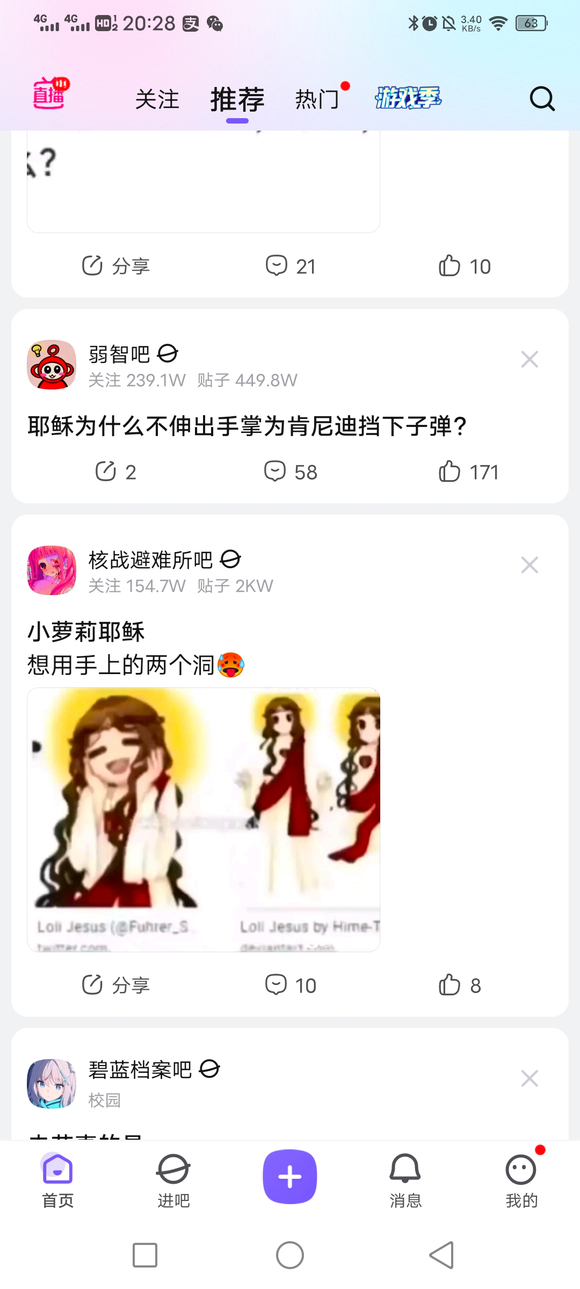 4G 4G HD 1 2 20:28 支 3.40 KB/s 63
直播
关注 推荐 热门 游戏季
么?
分享 21 10
弱智吧
关注 239.1W 贴子 449.8W
耶稣为什么不伸出手掌为肯尼迪挡下子弹?
2 58 171
核战避难所吧
关注 154.7W 贴子 2KW
小萝莉耶稣
想用手上的两个洞🥵
Loli Jesus (@Fuhrer_S
Loli Jesus by Hime-T
twitter.com
分享 10 8
碧蓝档案吧
校园
首页 进吧 消息 我的